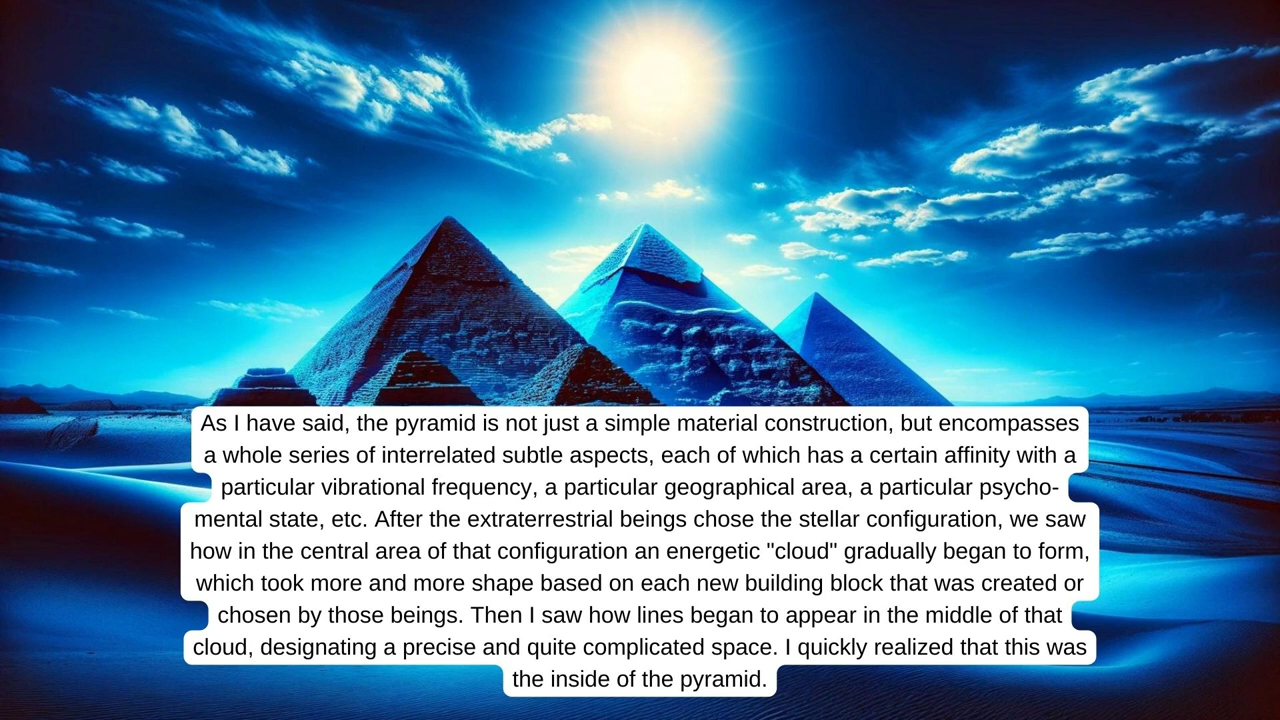 As I have said, the pyramid is not just a simple material construction, but encompasses
a whole series of interrelated subtle aspects, each of which has a certain affinity with a
particular vibrational frequency, a particular geographical area, a particular psycho-
mental state, etc. After the extraterrestrial beings chose the stellar configuration, we saw
how in the central area of that configuration an energetic "cloud" gradually began to form,
which took more and more shape based on each new building block that was created or
chosen by those beings. Then I saw how lines began to appear in the middle of that
cloud, designating a precise and quite complicated space. I quickly realized that this was
the inside of the pyramid.